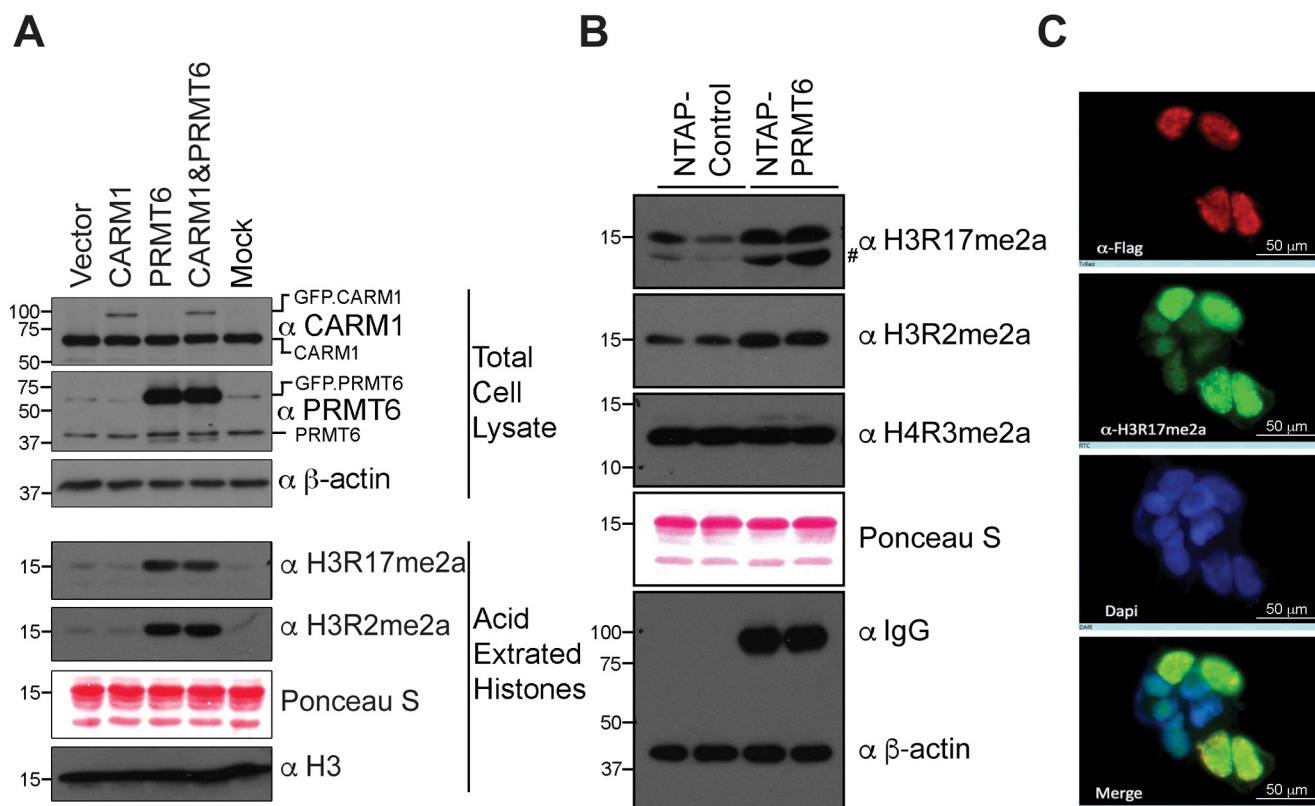 A
Vector
CARM1
PRMT6
CARM1&PRMT6
Mock
100
75
50
GFP.CARM1
α CARM1
CARM1
75
50
37
GFP.PRMT6
α PRMT6
PRMT6
37
α β-actin
Total
Cell
Lysate
15
α H3R17me2a
15
α H3R2me2a
15
Ponceau S
15
α H3
Acid
Extrated
Histones
B
NTAP-
Control
NTAP-
PRMT6
15
α H3R17me2a
#
15
α H3R2me2a
15
10
α H4R3me2a
15
Ponceau S
100
75
50
37
α IgG
α β-actin
C
α-Flag
50 μm
TxRed
α-H3R17me2a
50 μm
Dapi
50 μm
DAPI
Merge
50 μm